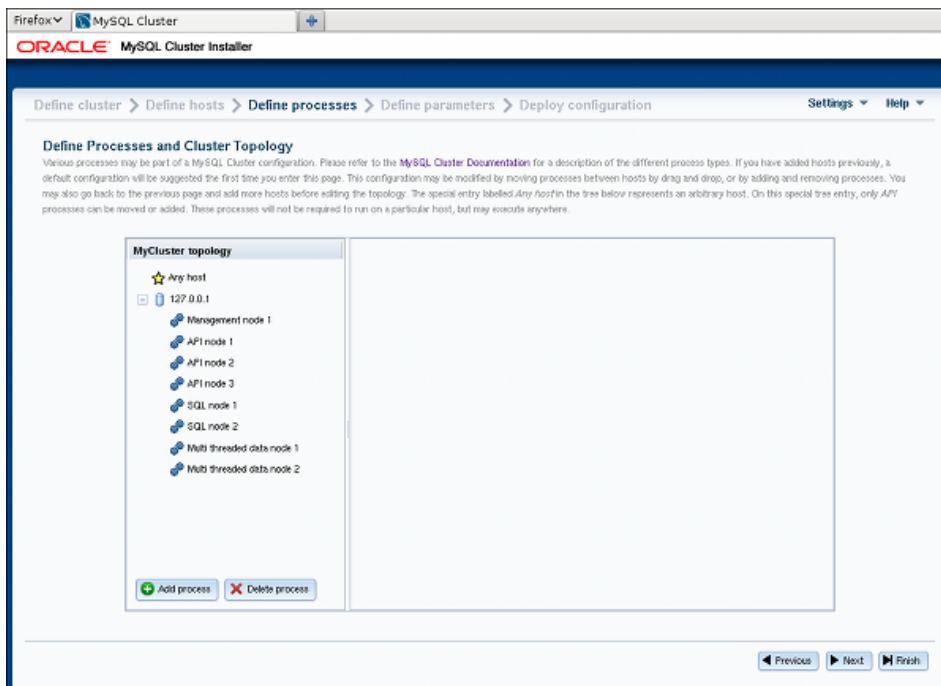 Firefox MySQL Cluster
ORACLE MySQL Cluster Installer
Define cluster Define hosts Define processes Define parameters Deploy configuration Settings Help
Define Processes and Cluster Topology
Various processes may be part of a MySQL Cluster configuration. Please refer to the MySQL Cluster Documentation for a description of the different process types. If you have added hosts previously, a
default configuration will be suggested the first time you enter this page. This configuration may be modified by moving processes between hosts by drag and drop, or by adding and removing processes. You
may also go back to the previous page and add more hosts before editing the topology. The special entry labelled Any host in the tree below represents an arbitrary host. On this special tree entry, only API
processes can be moved or added. These processes will not be required to run on a particular host, but may execute anywhere.
MyCluster topology
Any host
127.0.0.1
Management node 1
API node 1
API node 2
API node 3
SQL node 1
SQL node 2
Multi threaded data node 1
Multi threaded data node 2
Add process Delete process
Previous Next Finish